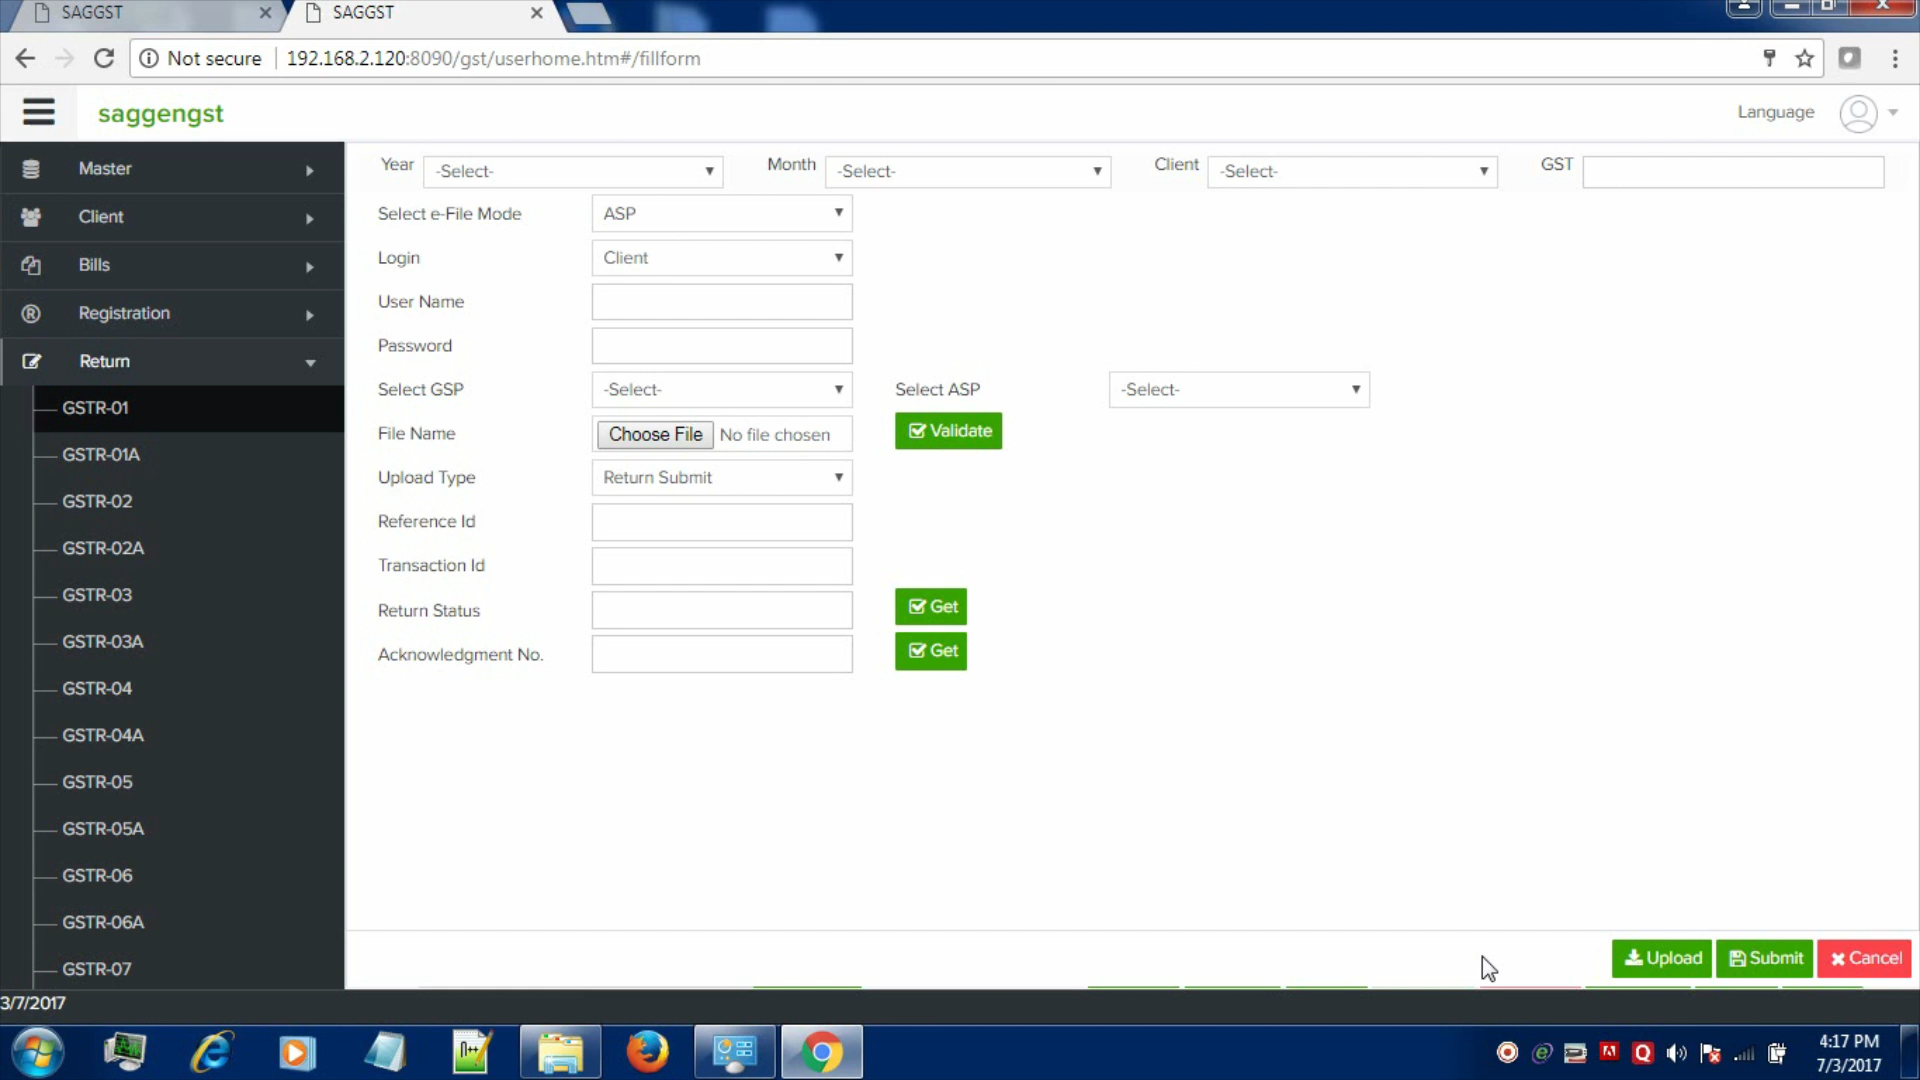 SAGGST
SAGGST
Not secure 192.168.2.120:8090/gst/userhome.htm#/fillform
saggengst
Language
Master
Client
Bills
Registration
Return
GSTR-01
GSTR-01A
GSTR-02
GSTR-02A
GSTR-03
GSTR-03A
GSTR-04
GSTR-04A
GSTR-05
GSTR-05A
GSTR-06
GSTR-06A
GSTR-07
Year -Select- Month -Select- Client -Select- GST
Select e-File Mode ASP
Login Client
User Name
Password
Select GSP -Select- Select ASP -Select-
File Name Choose File No file chosen Validate
Upload Type Return Submit
Reference Id
Transaction Id
Return Status Get
Acknowledgment No. Get
Upload Submit Cancel
3/7/2017
4:17 PM
7/3/2017